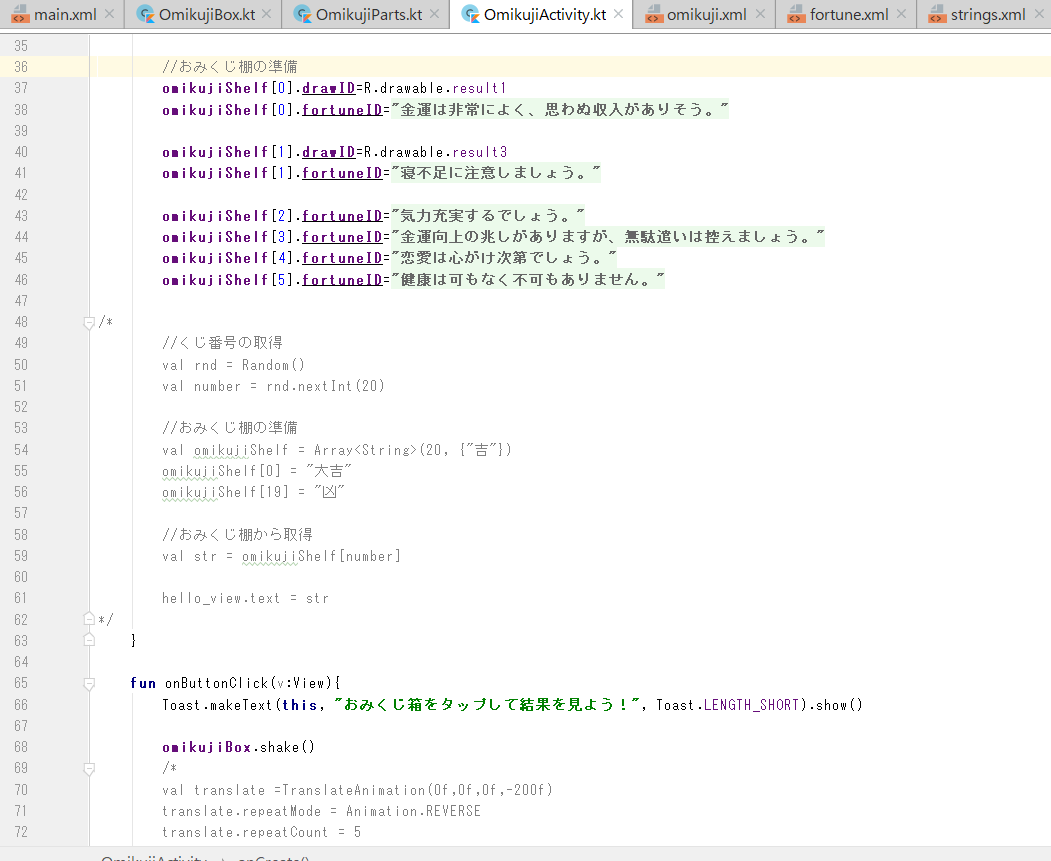 main.xml OmikujiBox.kt OmikujiParts.kt OmikujiActivity.kt omikuji.xml fortune.xml strings.xml
35
36 //おみくじ棚の準備
37 omikujiShelf[0].drawID=R.drawable.result1
38 omikujiShelf[0].fortuneID="金運は非常によく、思わぬ収入がありそう。"
39
40 omikujiShelf[1].drawID=R.drawable.result3
41 omikujiShelf[1].fortuneID="寝不足に注意しましょう。"
42
43 omikujiShelf[2].fortuneID="気力充実するでしょう。"
44 omikujiShelf[3].fortuneID="金運向上の兆しがありますが、無駄遣いは控えましょう。"
45 omikujiShelf[4].fortuneID="恋愛は心がけ次第でしょう。"
46 omikujiShelf[5].fortuneID="健康は可もなく不可もありません。"
47
48 /*
49 //くじ番号の取得
50 val rnd = Random()
51 val number = rnd.nextInt(20)
52
53 //おみくじ棚の準備
54 val omikujiShelf = Array<String>(20, {"吉"})
55 omikujiShelf[0] = "大吉"
56 omikujiShelf[19] = "凶"
57
58 //おみくじ棚から取得
59 val str = omikujiShelf[number]
60
61 hello_view.text = str
62 */
63 }
64
65 fun onButtonClick(v:View){
66 Toast.makeText(this, "おみくじ箱をタップして結果を見よう！", Toast.LENGTH_SHORT).show()
67
68 omikujiBox.shake()
69 /*
70 val translate =TranslateAnimation(0f,0f,0f,-200f)
71 translate.repeatMode = Animation.REVERSE
72 translate.repeatCount = 5
OmikujiActivity onCreate()